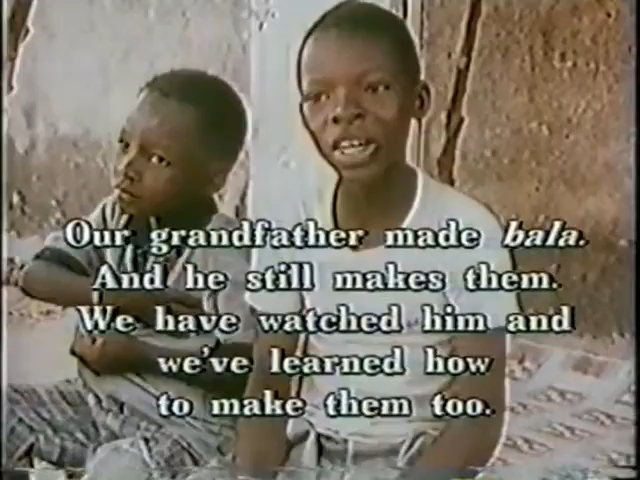 Our grandfather made bala.
And he still makes them.
We have watched him and
we've learned how
to make them too.